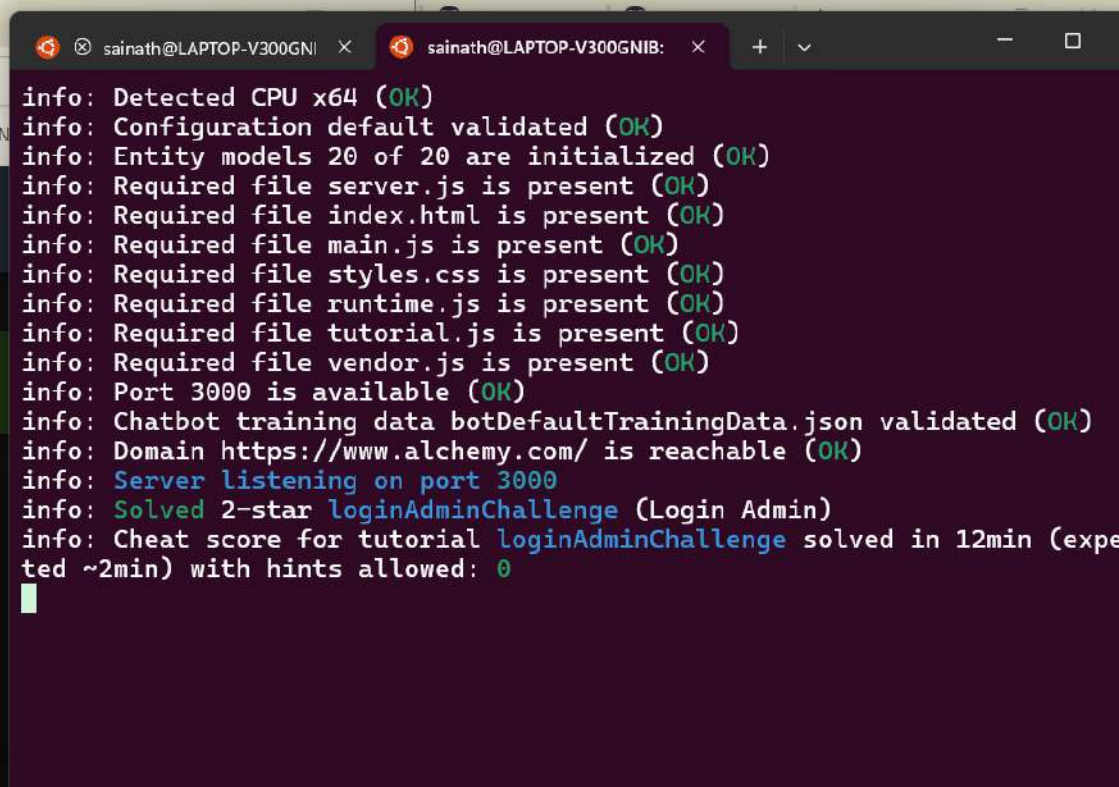 sainath@LAPTOP-V300GNI
sainath@LAPTOP-V300GNIB:
info: Detected CPU x64 (OK)
info: Configuration default validated (OK)
info: Entity models 20 of 20 are initialized (OK)
info: Required file server.js is present (OK)
info: Required file index.html is present (OK)
info: Required file main.js is present (OK)
info: Required file styles.css is present (OK)
info: Required file runtime.js is present (OK)
info: Required file tutorial.js is present (OK)
info: Required file vendor.js is present (OK)
info: Port 3000 is available (OK)
info: Chatbot training data botDefaultTrainingData.json validated (OK)
info: Domain https://www.alchemy.com/ is reachable (OK)
info: Server listening on port 3000
info: Solved 2-star loginAdminChallenge (Login Admin)
info: Cheat score for tutorial loginAdminChallenge solved in 12min (expe
ted ~2min) with hints allowed: 0